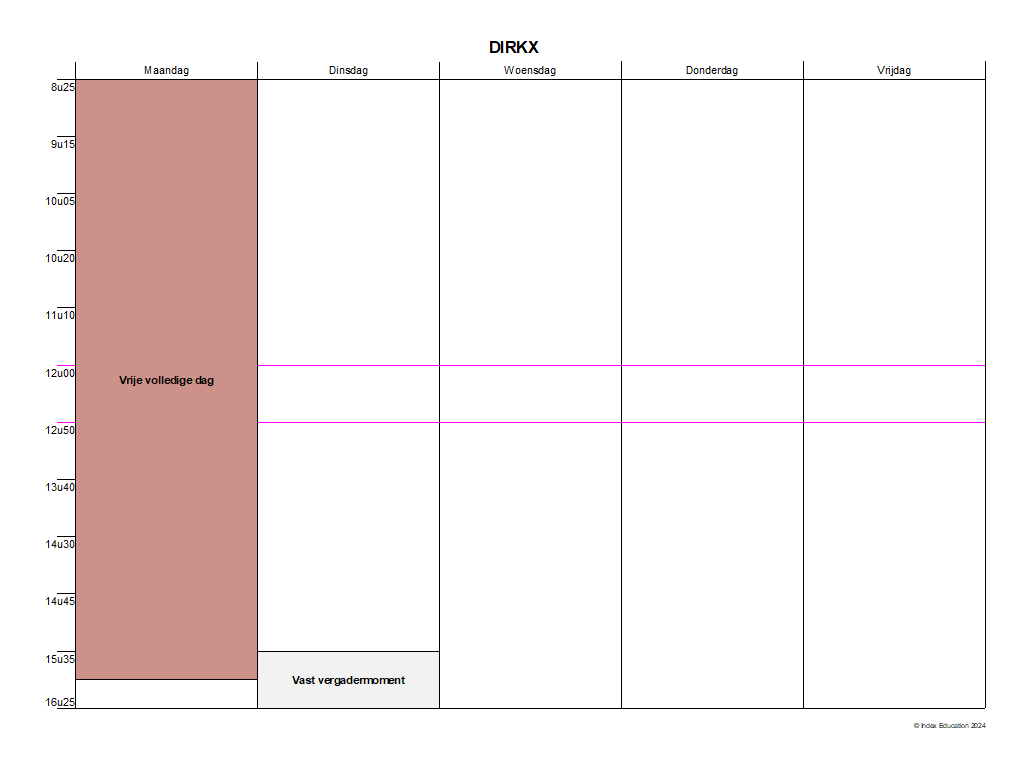 DIRKX
Maandag Dinsdag Woensdag Donderdag Vrijdag
8u25
9u15
10u05
10u20
11u10
12u00
Vrije volledige dag
12u50
13u40
14u30
14u45
15u35
Vast vergadermoment
16u25
© Index Education 2024